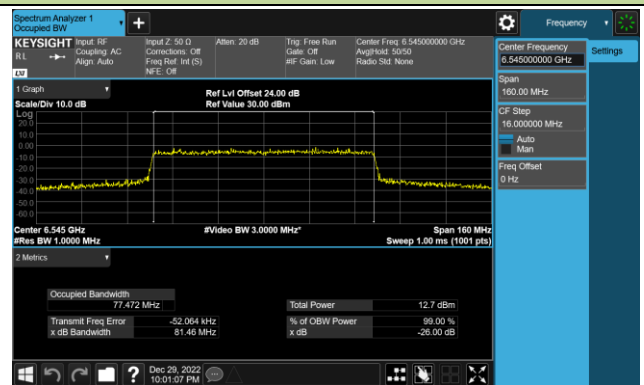 Spectrum Analyzer 1
Occupied BW
Frequency
KEYSIGHT
R L
LXI
Input: RF
Coupling: AC
Align: Auto
Input Z: 50 Ω
Corrections: Off
Freq Ref: Int (S)
NFE: Off
Atten: 20 dB
Trig: Free Run
Gate: Off
#IF Gain: Low
Center Freq: 6.545000000 GHz
Avg|Hold: 50/50
Radio Std: None
Center Frequency
6.545000000 GHz
Settings
Span
160.00 MHz
CF Step
16.000000 MHz
Auto
Man
Freq Offset
0 Hz
1 Graph
Scale/Div 10.0 dB
Ref Lvl Offset 24.00 dB
Ref Value 30.00 dBm
Log
20.0
10.0
0.00
-10.0
-20.0
-30.0
-40.0
-50.0
-60.0
Center 6.545 GHz
#Res BW 1.0000 MHz
#Video BW 3.0000 MHz*
Span 160 MHz
Sweep 1.00 ms (1001 pts)
2 Metrics
Occupied Bandwidth
77.472 MHz
Transmit Freq Error -52.064 kHz
x dB Bandwidth 81.46 MHz
Total Power 12.7 dBm
% of OBW Power 99.00 %
x dB -26.00 dB
?
Dec 29, 2022
10:01:07 PM